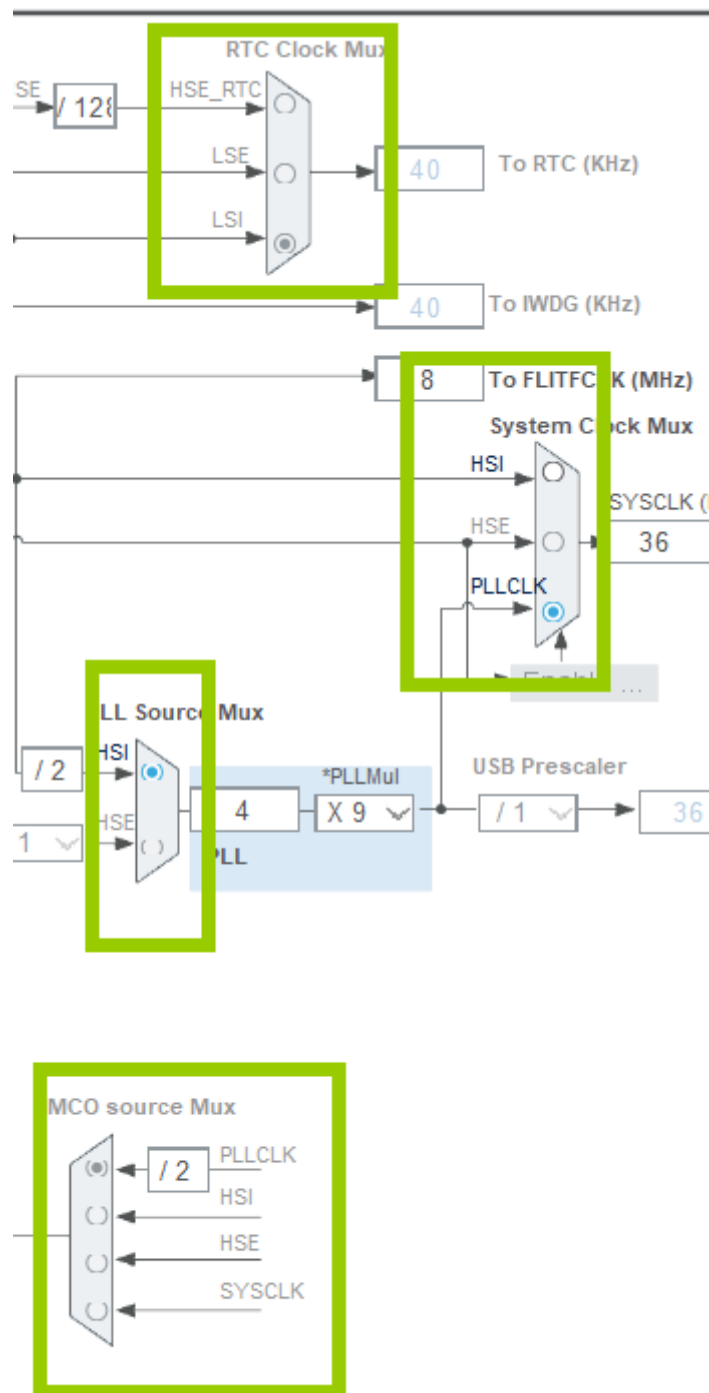 RTC Clock Mux
SE
/ 128
HSE_RTC
LSE
40
To RTC (KHz)
LSI
40
To IWDG (KHz)
8
To FLITFC K (MHz)
System C ock Mux
HSI
SYSCLK (
HSE
36
PLLCLK
...
LL Source Mux
HSI
/ 2
*PLLMul
USB Prescaler
4
X 9
/ 1
36
HSE
1
PLL
MCO source Mux
PLLCLK
/ 2
HSI
HSE
SYSCLK